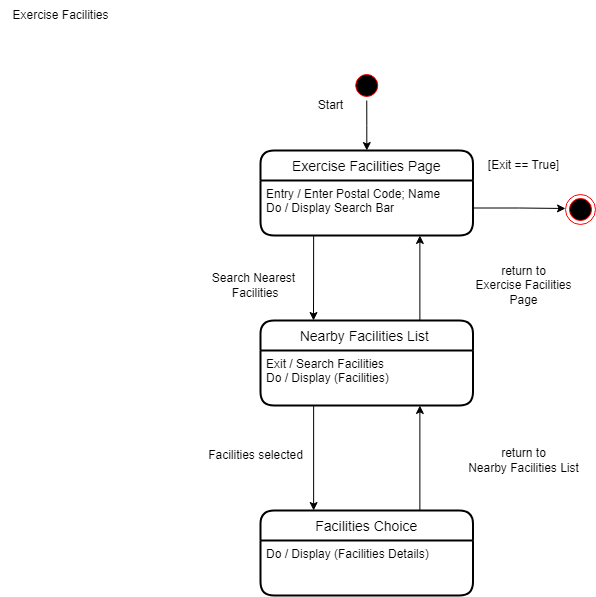 Exercise Facilities
Start
Exercise Facilities Page
[Exit == True]
Entry / Enter Postal Code; Name
Do / Display Search Bar
Search Nearest
Facilities
return to
Exercise Facilities
Page
Nearby Facilities List
Exit / Search Facilities
Do / Display (Facilities)
Facilities selected
return to
Nearby Facilities List
Facilities Choice
Do / Display (Facilities Details)